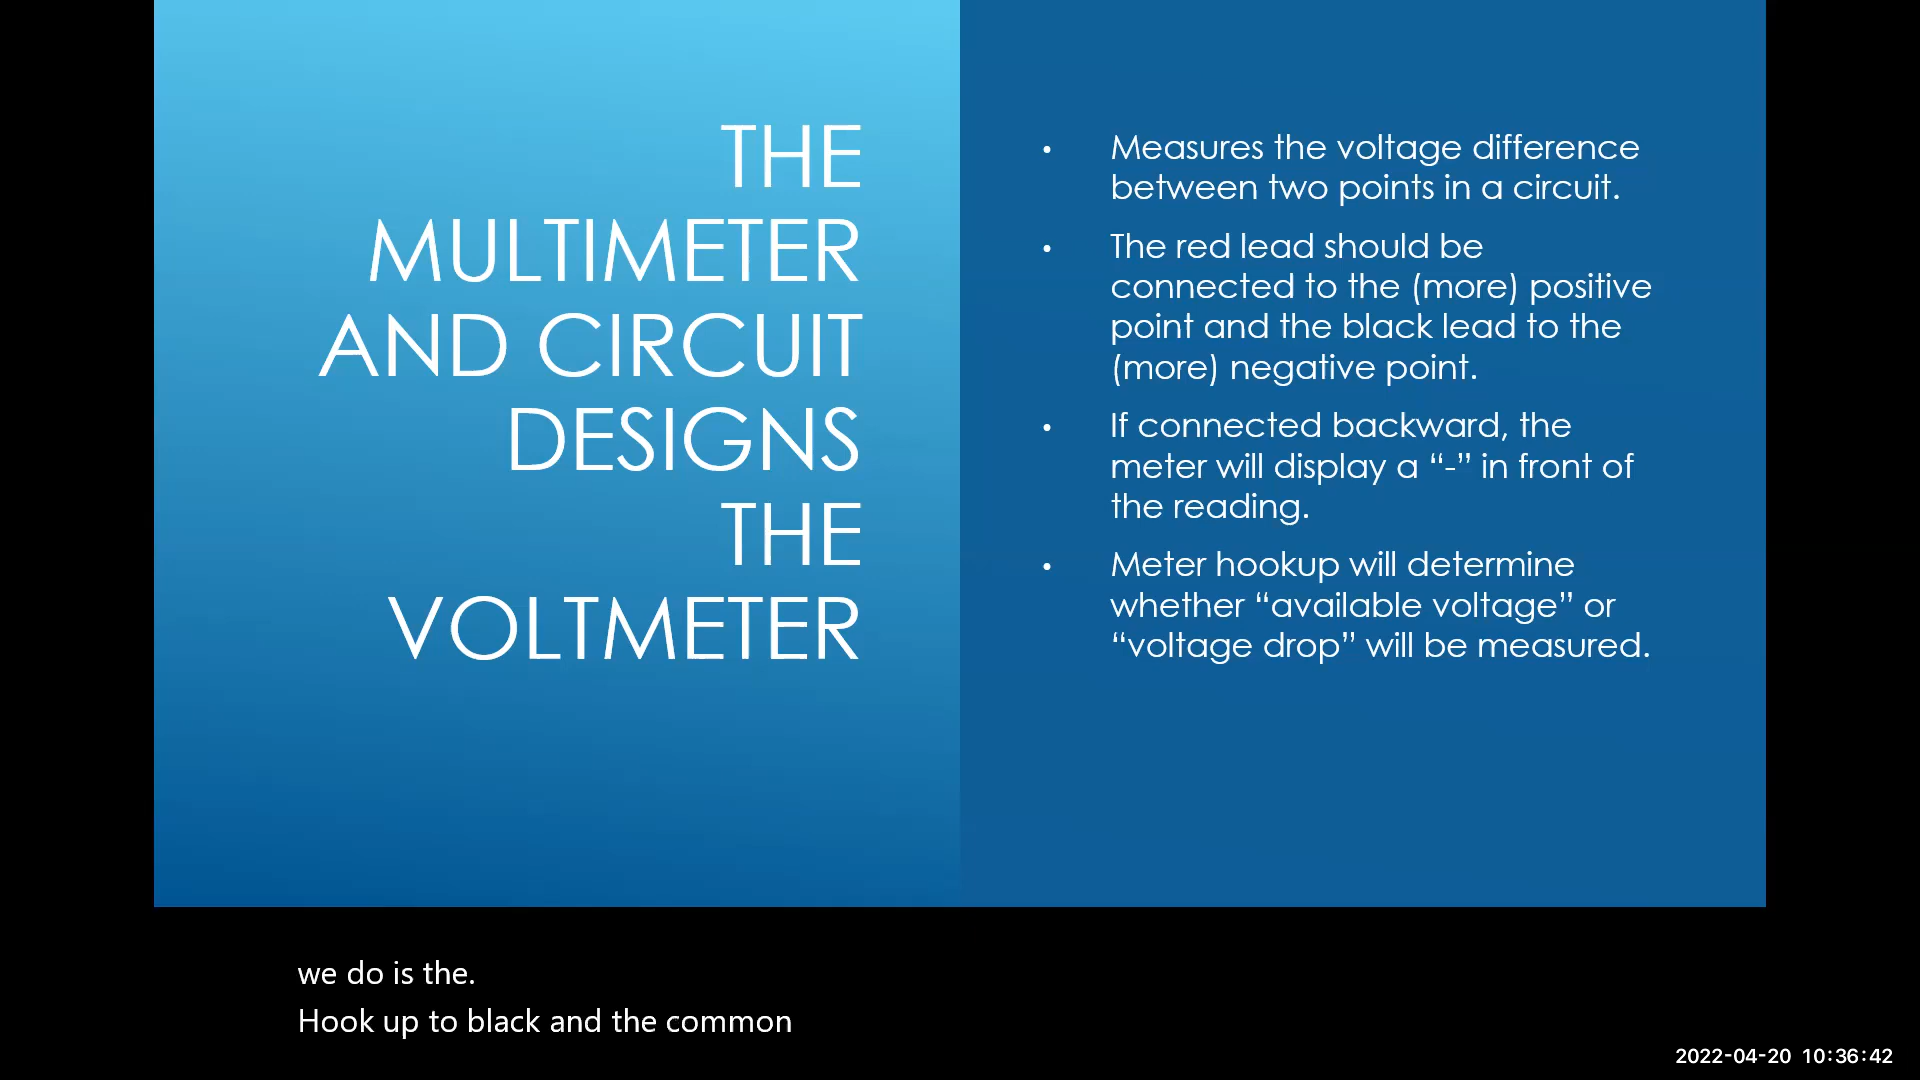 THE
MULTIMETER
AND CIRCUIT
DESIGNS
THE
VOLTMETER
• Measures the voltage difference
between two points in a circuit.
• The red lead should be
connected to the (more) positive
point and the black lead to the
(more) negative point.
• If connected backward, the
meter will display a “-” in front of
the reading.
• Meter hookup will determine
whether “available voltage” or
“voltage drop” will be measured.
we do is the.
Hook up to black and the common
2022-04-20 10:36:42